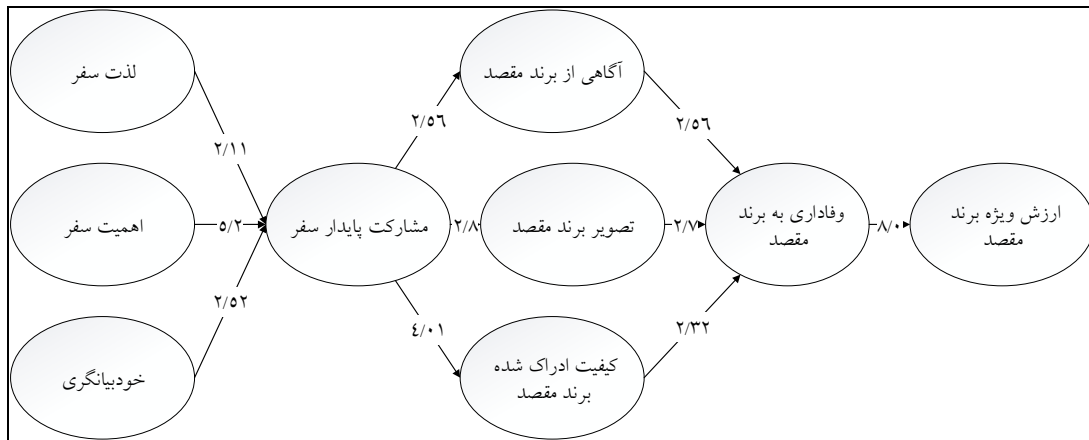 لذت سفر
اهمیت سفر
خودبیانگری
۲/۱۱
۵/۲
۲/۵۲
مشارکت پایدار سفر
۲/۵۶
۲/۸
۴/۰۱
آگاهی از برند مقصد
تصویر برند مقصد
کیفیت ادراک شده
برند مقصد
۲/۵۶
۲/۷
۲/۳۲
وفاداری به برند
مقصد
۸/۰
ارزش ویژه برند
مقصد